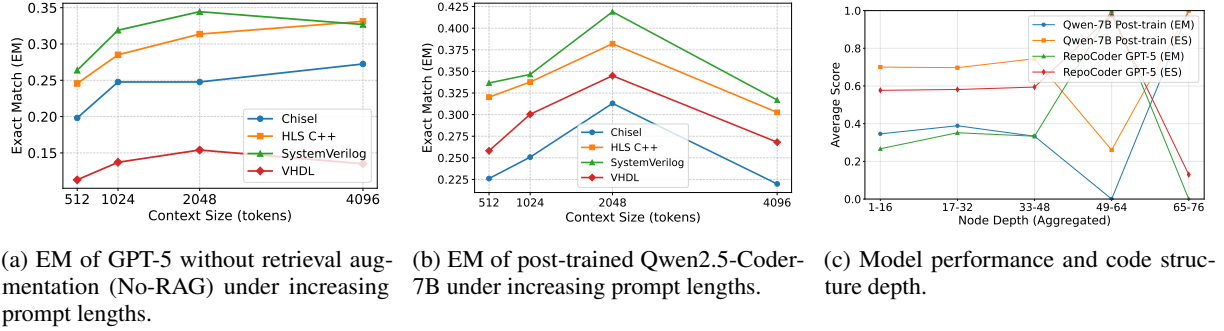 0.35
0.30
0.25
0.20
0.15
Exact Match (EM)
512 1024 2048 4096
Context Size (tokens)
Chisel
HLS C++
SystemVerilog
VHDL
0.425
0.400
0.375
0.350
0.325
0.300
0.275
0.250
0.225
Exact Match (EM)
512 1024 2048 4096
Context Size (tokens)
Chisel
HLS C++
SystemVerilog
VHDL
1.0
0.8
0.6
0.4
0.2
0.0
Average Score
1-16 17-32 33-48 49-64 65-76
Node Depth (Aggregated)
Qwen-7B Post-train (EM)
Qwen-7B Post-train (ES)
RepoCoder GPT-5 (EM)
RepoCoder GPT-5 (ES)
(a) EM of GPT-5 without retrieval aug-
mentation (No-RAG) under increasing
prompt lengths.
(b) EM of post-trained Qwen2.5-Coder-
7B under increasing prompt lengths.
(c) Model performance and code struc-
ture depth.